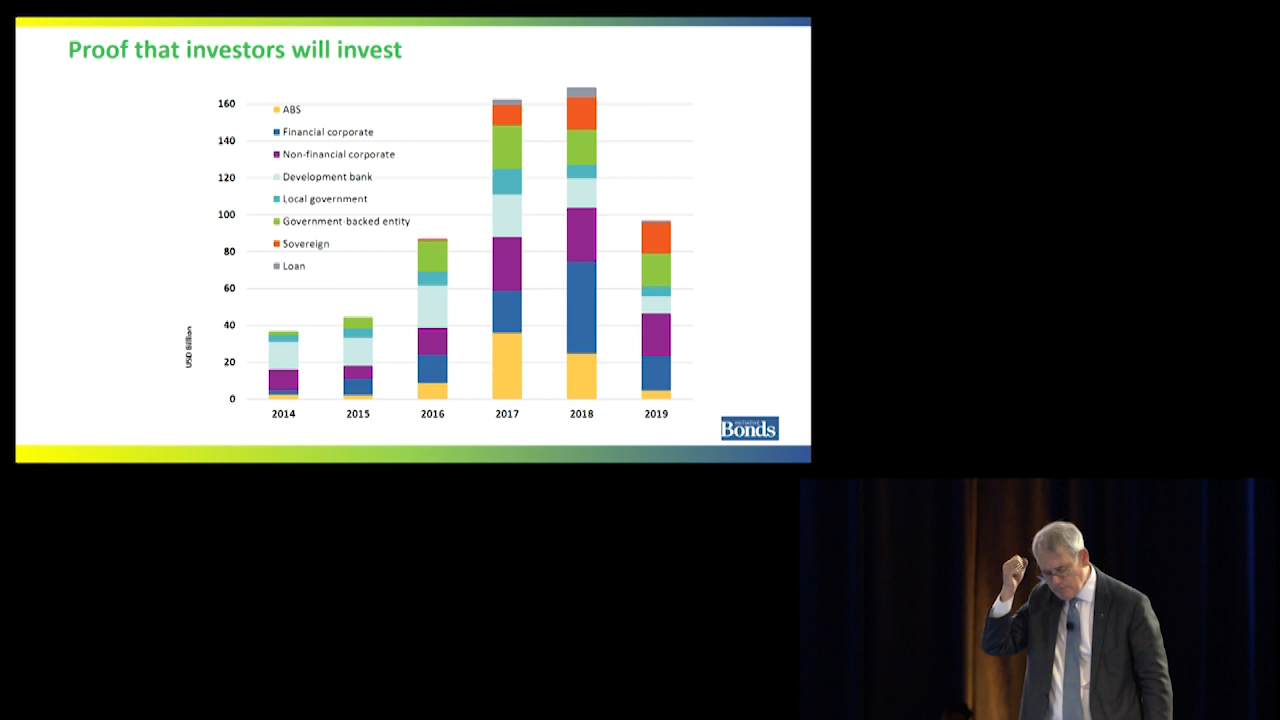 Proof that investors will invest
160
140
120
100
80
60
40
20
0
USD Billion
ABS
Financial corporate
Non-financial corporate
Development bank
Local government
Government-backed entity
Sovereign
Loan
2014 2015 2016 2017 2018 2019
Bonds